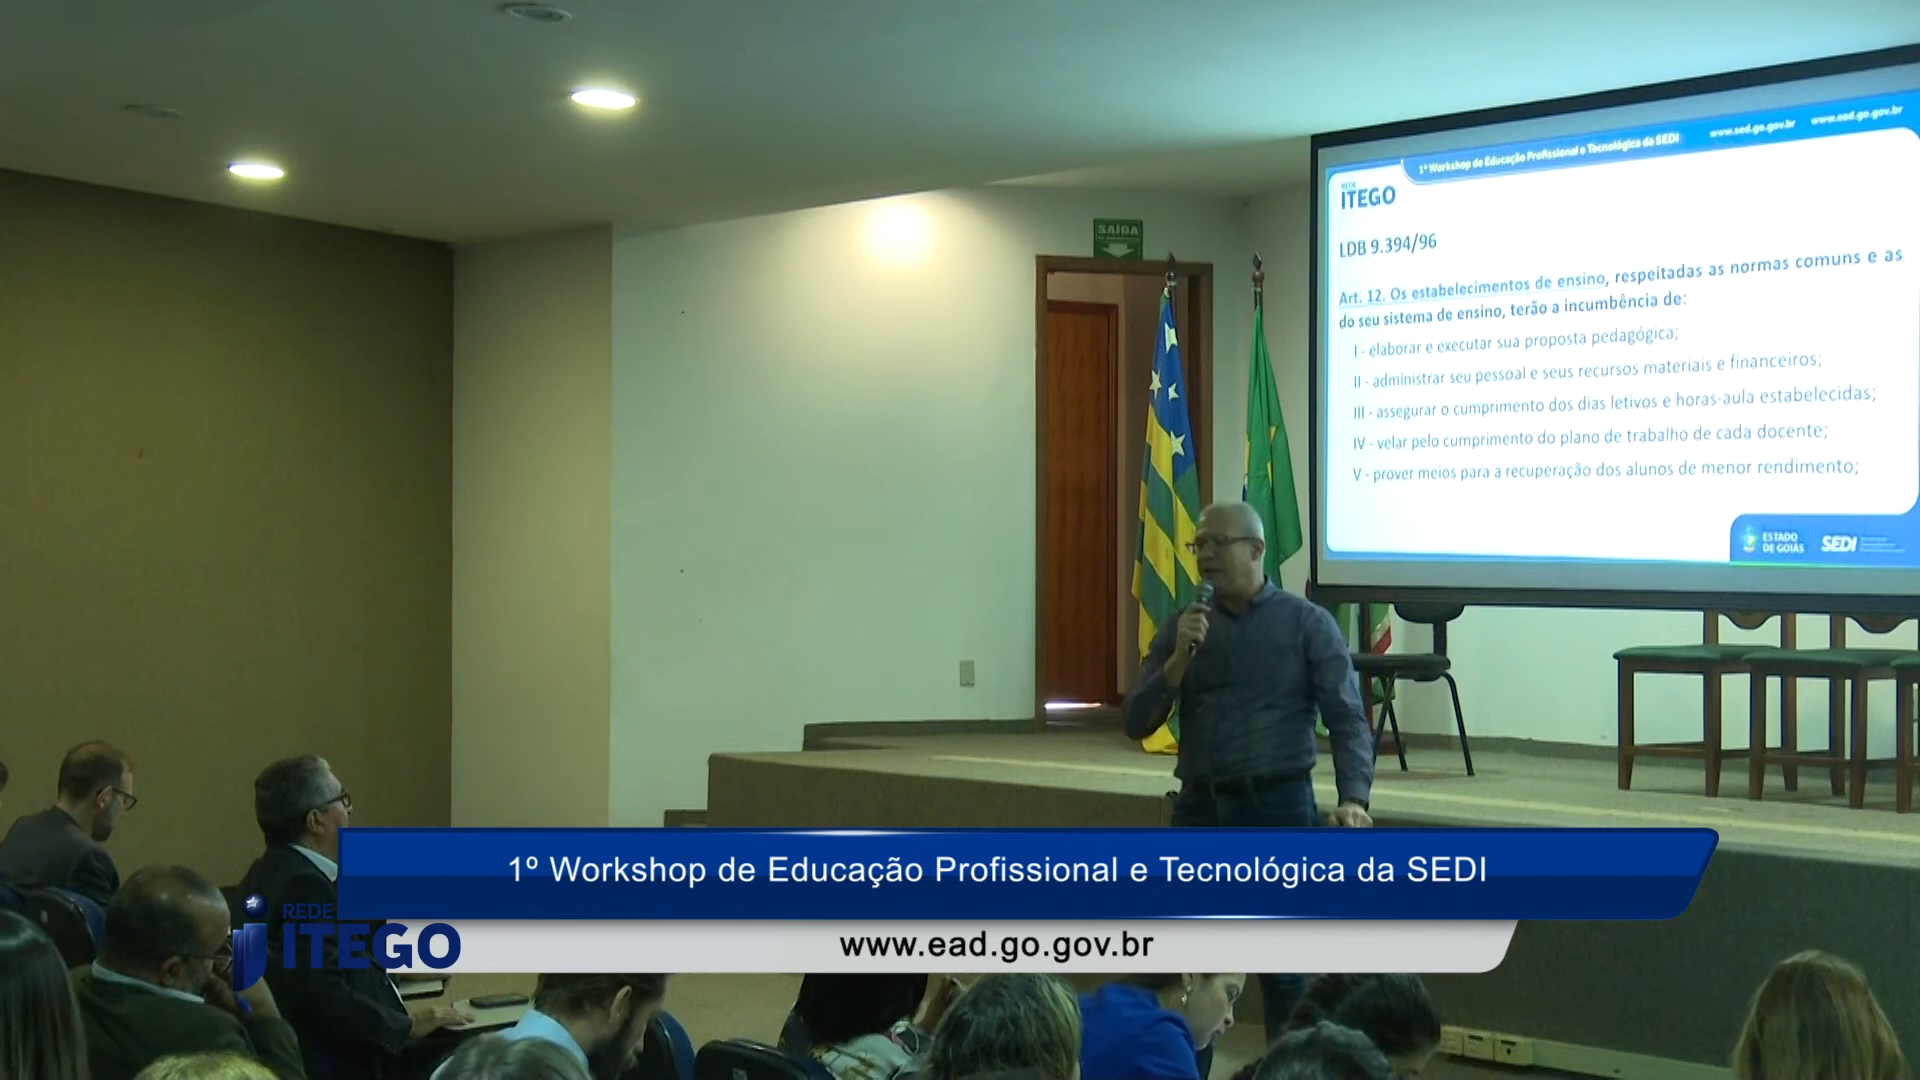 SAÍDA
1º Workshop de Educação Profissional e Tecnológica da SEDI
www.sed.go.gov.br
www.ead.go.gov.br
REDE
ITEGO
LDB 9.394/96
Art. 12. Os estabelecimentos de ensino, respeitadas as normas comuns e as
do seu sistema de ensino, terão a incumbência de:
I - elaborar e executar sua proposta pedagógica;
II - administrar seu pessoal e seus recursos materiais e financeiros;
III - assegurar o cumprimento dos dias letivos e horas-aula estabelecidas;
IV - velar pelo cumprimento do plano de trabalho de cada docente;
V - prover meios para a recuperação dos alunos de menor rendimento;
ESTADO
DE GOIÁS
SEDI
1º Workshop de Educação Profissional e Tecnológica da SEDI
REDE
ITEGO
www.ead.go.gov.br